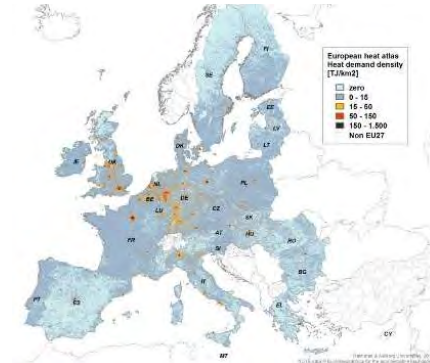 European heat atlas
Heat demand density
[TJ/km2]
zero
0 - 15
15 - 50
50 - 150
150 - 1.500
Non EU27
FI
SE
EE
LV
LT
DK
IE
GB
NL
PL
BE
DE
LU
CZ
SK
FR
AT
HU
SI
RO
IT
BG
PT
ES
EL
CY
MT